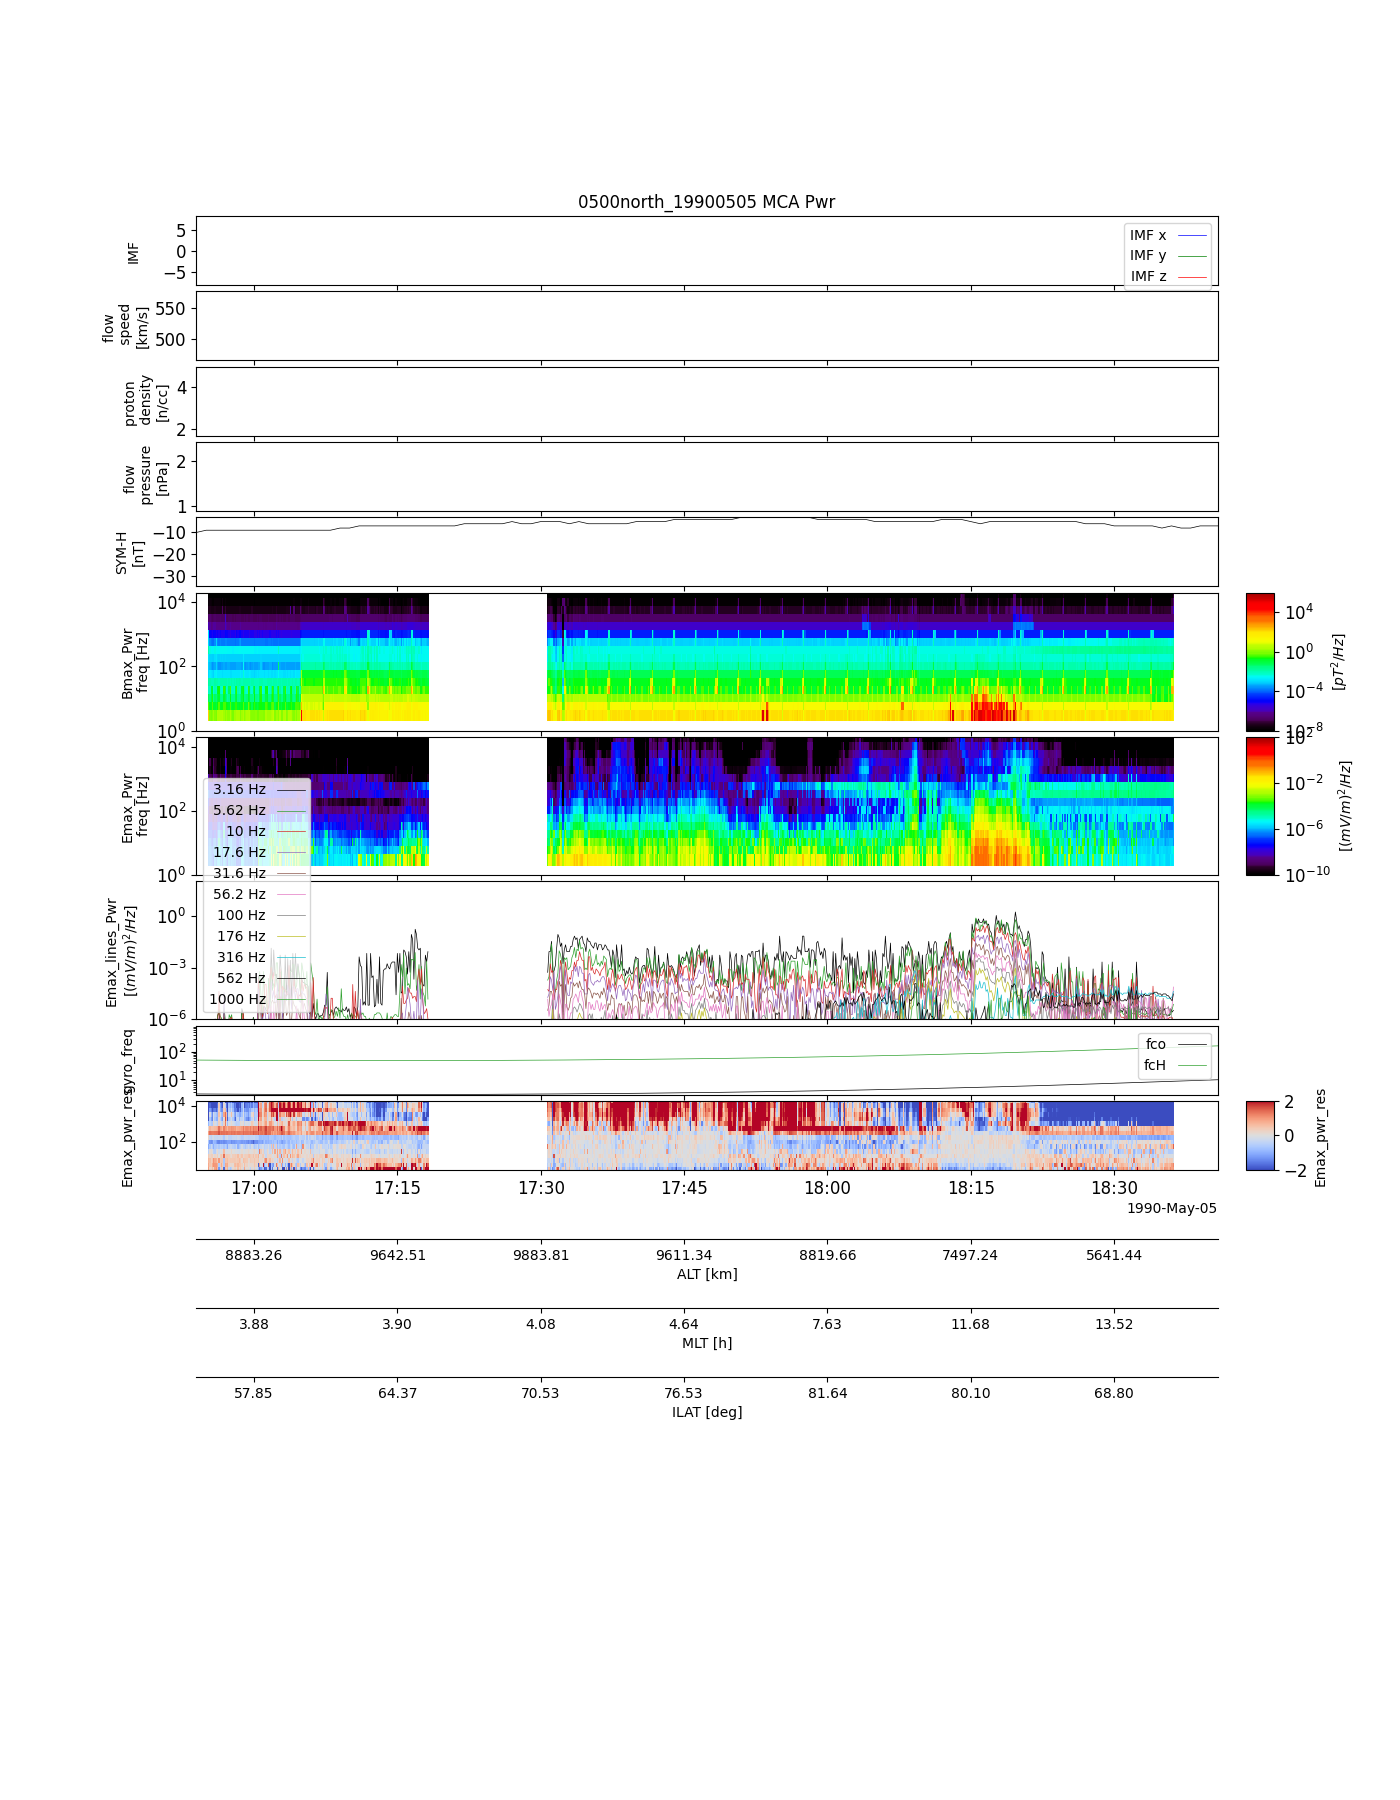 0500north_19900505 MCA Pwr
IMF
5
0
−5
IMF x
IMF y
IMF z
flow
speed
[km/s]
550
500
proton
density
[n/cc]
4
2
flow
pressure
[nPa]
2
1
SYM-H
[nT]
−10
−20
−30
Bmax_Pwr
freq [Hz]
10^4
10^2
10^0
10^4
10^0
10^−4
10^−8
[pT^2/Hz]
Emax_Pwr
freq [Hz]
10^4
10^2
10^0
10^2
10^−2
10^−6
10^−10
[(mV/m)^2/Hz]
3.16 Hz
5.62 Hz
10 Hz
17.6 Hz
31.6 Hz
56.2 Hz
100 Hz
176 Hz
316 Hz
562 Hz
1000 Hz
Emax_lines_Pwr
[(mV/m)^2/Hz]
10^0
10^−3
10^−6
gyro_freq
10^2
10^1
fco
fcH
Emax_pwr_res
10^4
10^2
2
0
−2
Emax_pwr_res
17:00 17:15 17:30 17:45 18:00 18:15 18:30
1990-May-05
8883.26 9642.51 9883.81 9611.34 8819.66 7497.24 5641.44
ALT [km]
3.88 3.90 4.08 4.64 7.63 11.68 13.52
MLT [h]
57.85 64.37 70.53 76.53 81.64 80.10 68.80
ILAT [deg]